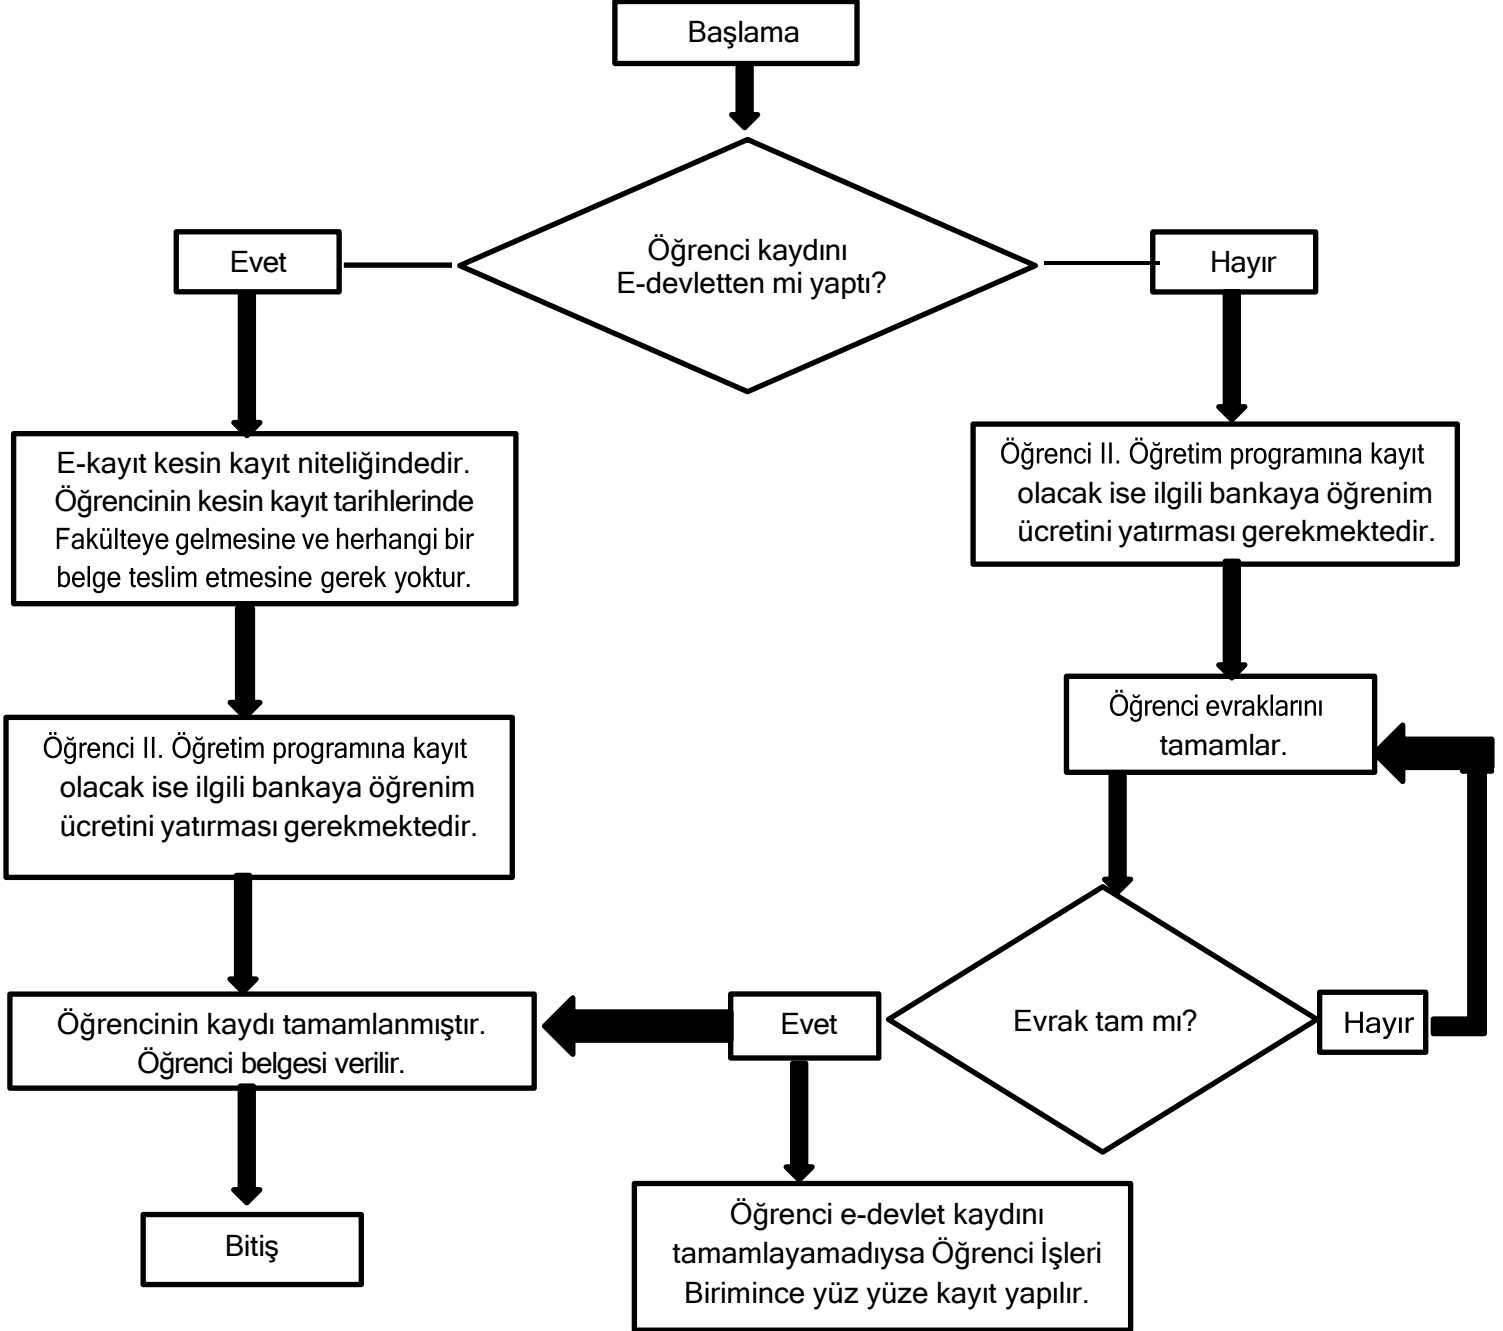 Başlama
Öğrenci kaydını
E-devletten mi yaptı?
Evet
Hayır
E-kayıt kesin kayıt niteliğindedir.
Öğrencinin kesin kayıt tarihlerinde
Fakülteye gelmesine ve herhangi bir
belge teslim etmesine gerek yoktur.
Öğrenci II. Öğretim programına kayıt
olacak ise ilgili bankaya öğrenim
ücretini yatırması gerekmektedir.
Öğrenci evraklarını
tamamlar.
Öğrenci II. Öğretim programına kayıt
olacak ise ilgili bankaya öğrenim
ücretini yatırması gerekmektedir.
Öğrencinin kaydı tamamlanmıştır.
Öğrenci belgesi verilir.
Evet
Evrak tam mı?
Hayır
Bitiş
Öğrenci e-devlet kaydını
tamamlayamadıysa Öğrenci İşleri
Birimince yüz yüze kayıt yapılır.